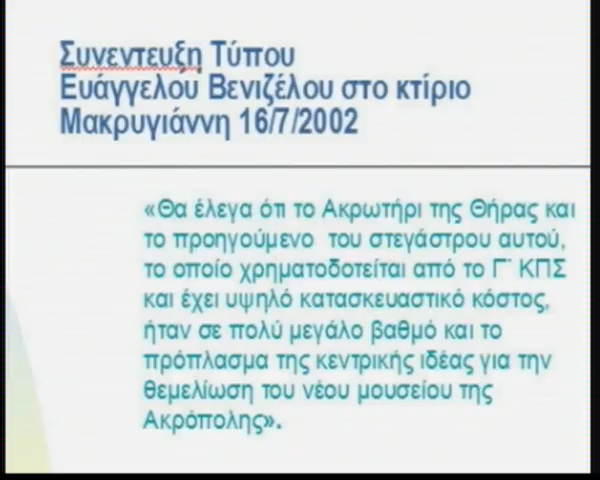 Συνεντευξη Τύπου
Ευάγγελου Βενιζέλου στο κτίριο
Μακρυγιάννη 16/7/2002
«Θα έλεγα ότι το Ακρωτήρι της Θήρας και
το προηγούμενο του στεγάστρου αυτού,
το οποίο χρηματοδοτείται από το Γ΄ ΚΠΣ
και έχει υψηλό κατασκευαστικό κόστος,
ήταν σε πολύ μεγάλο βαθμό και το
πρόπλασμα της κεντρικής ιδέας για την
θεμελίωση του νέου μουσείου της
Ακρόπολης».